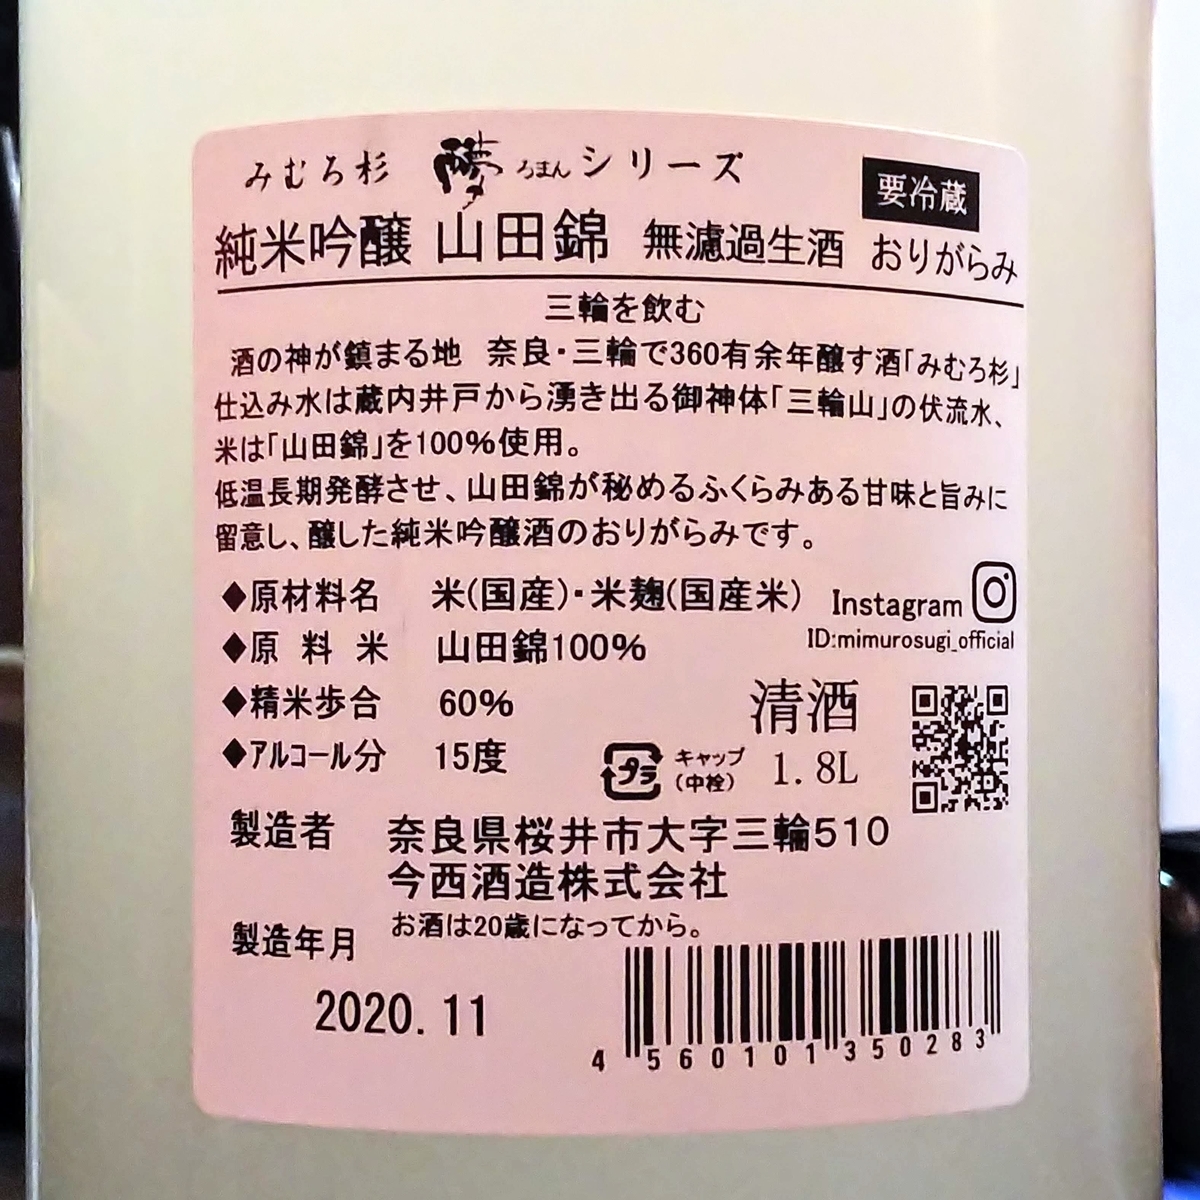 みむろ杉 夢 ろまん シリーズ
要冷蔵
純米吟醸 山田錦 無濾過生酒 おりがらみ
三輪を飲む
酒の神が鎮まる地 奈良・三輪で360有余年醸す酒「みむろ杉」
仕込み水は蔵内井戸から湧き出る御神体「三輪山」の伏流水、
米は「山田錦」を100%使用。
低温長期発酵させ、山田錦が秘めるふくらみある甘味と旨みに
留意し、醸した純米吟醸酒のおりがらみです。
◆原材料名 米(国産)・米麹(国産米)
Instagram
ID:mimurosugi_official
◆原料米 山田錦100%
◆精米歩合 60%
清酒
◆アルコール分 15度
プラ キャップ
(中栓)
1.8L
製造者 奈良県桜井市大字三輪510
今西酒造株式会社
お酒は20歳になってから。
製造年月
2020.11
4 560101 350283